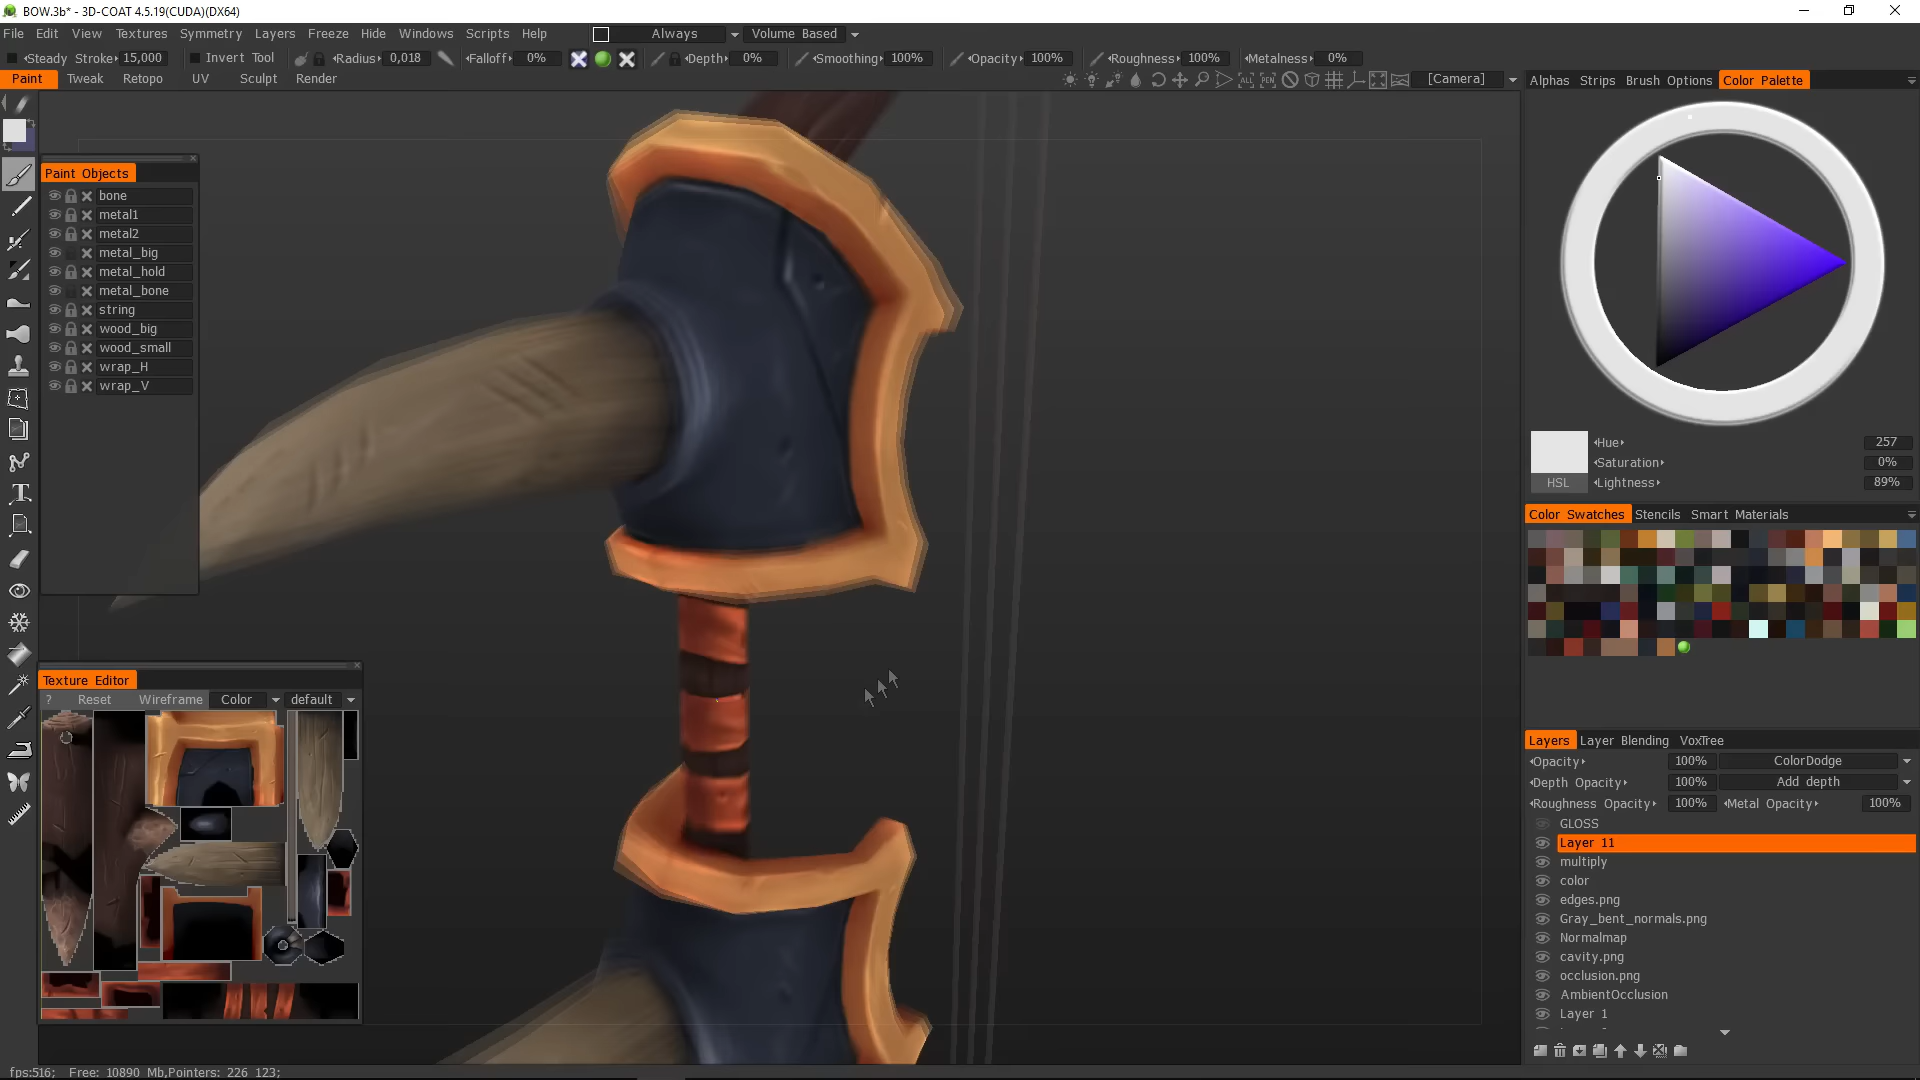 BOW.3b* - 3D-COAT 4.5.19(CUDA)(DX64)
File Edit View Textures Symmetry Layers Freeze Hide Windows Scripts Help Always Volume Based
Steady Stroke 15,000 Invert Tool Radius 0,018 Falloff 0% Depth 0% Smoothing 100% Opacity 100% Roughness 100% Metalness 0%
Paint Tweak Retopo UV Sculpt Render [Camera]
Alphas Strips Brush Options Color Palette
Paint Objects
bone
metal1
metal2
metal_big
metal_hold
metal_bone
string
wood_big
wood_small
wrap_H
wrap_V
Hue 257
Saturation 0%
HSL Lightness 89%
Color Swatches Stencils Smart Materials
Texture Editor
? Reset Wireframe Color default
Layers Layer Blending VoxTree
Opacity 100% ColorDodge
Depth Opacity 100% Add depth
Roughness Opacity 100% Metal Opacity 100%
GLOSS
Layer 11
multiply
color
edges.png
Gray_bent_normals.png
Normalmap
cavity.png
occlusion.png
AmbientOcclusion
Layer 1
fps:516; Free: 10890 Mb,Pointers: 226 123;